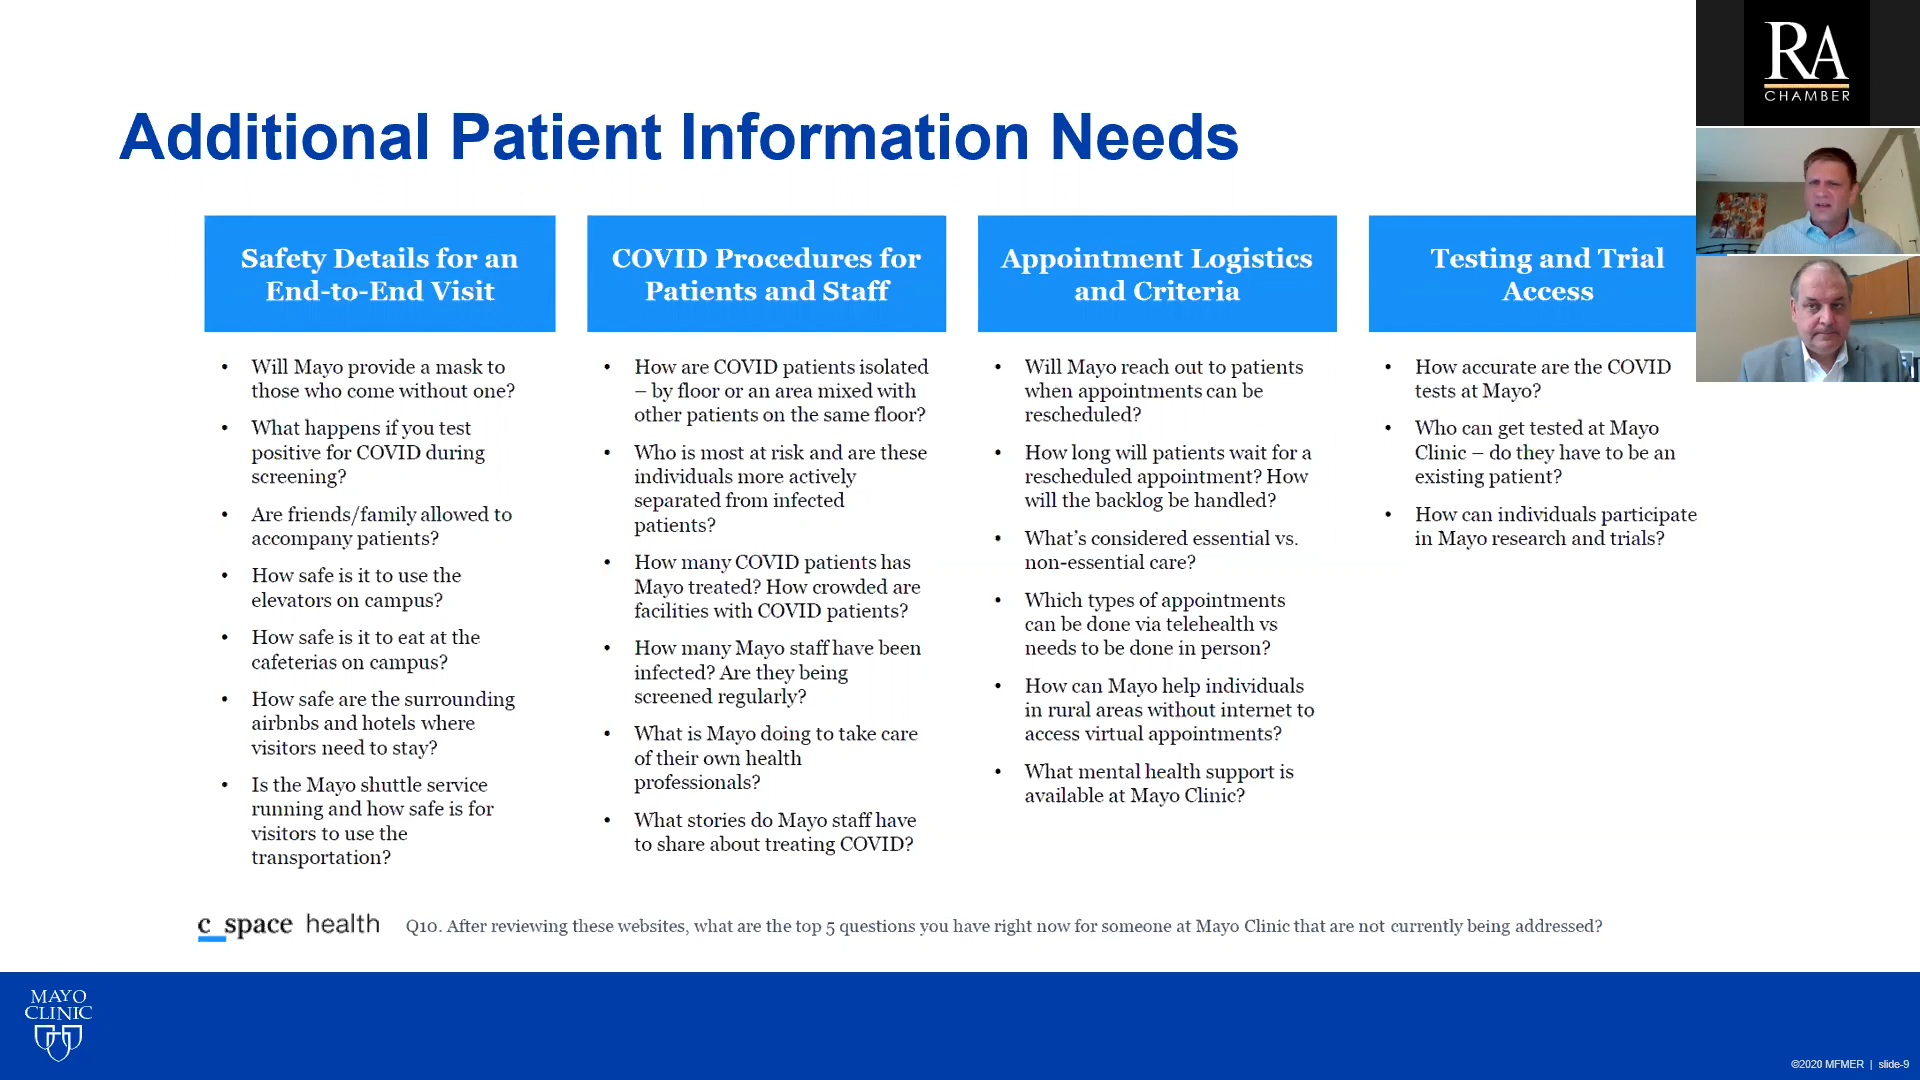 Additional Patient Information Needs
RA
CHAMBER
Safety Details for an
End-to-End Visit
• Will Mayo provide a mask to
those who come without one?
• What happens if you test
positive for COVID during
screening?
• Are friends/family allowed to
accompany patients?
• How safe is it to use the
elevators on campus?
• How safe is it to eat at the
cafeterias on campus?
• How safe are the surrounding
airbnbs and hotels where
visitors need to stay?
• Is the Mayo shuttle service
running and how safe is for
visitors to use the
transportation?
COVID Procedures for
Patients and Staff
• How are COVID patients isolated
– by floor or an area mixed with
other patients on the same floor?
• Who is most at risk and are these
individuals more actively
separated from infected
patients?
• How many COVID patients has
Mayo treated? How crowded are
facilities with COVID patients?
• How many Mayo staff have been
infected? Are they being
screened regularly?
• What is Mayo doing to take care
of their own health
professionals?
• What stories do Mayo staff have
to share about treating COVID?
Appointment Logistics
and Criteria
• Will Mayo reach out to patients
when appointments can be
rescheduled?
• How long will patients wait for a
rescheduled appointment? How
will the backlog be handled?
• What's considered essential vs.
non-essential care?
• Which types of appointments
can be done via telehealth vs
needs to be done in person?
• How can Mayo help individuals
in rural areas without internet to
access virtual appointments?
• What mental health support is
available at Mayo Clinic?
Testing and Trial
Access
• How accurate are the COVID
tests at Mayo?
• Who can get tested at Mayo
Clinic – do they have to be an
existing patient?
• How can individuals participate
in Mayo research and trials?
c_space health
Q10. After reviewing these websites, what are the top 5 questions you have right now for someone at Mayo Clinic that are not currently being addressed?
MAYO
CLINIC
©2020 MFMER | slide-9